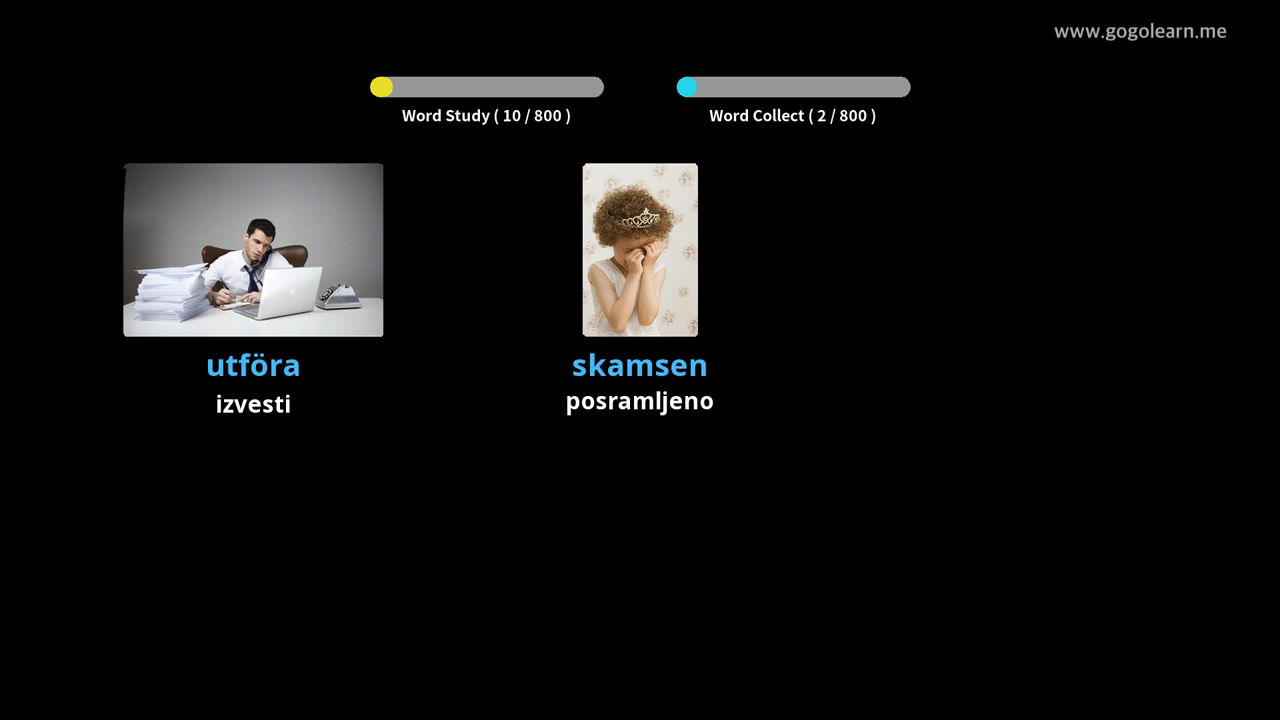 www.gogolearn.me
Word Study ( 10 / 800 )
Word Collect ( 2 / 800 )
utföra
izvesti
skamsen
posramljeno